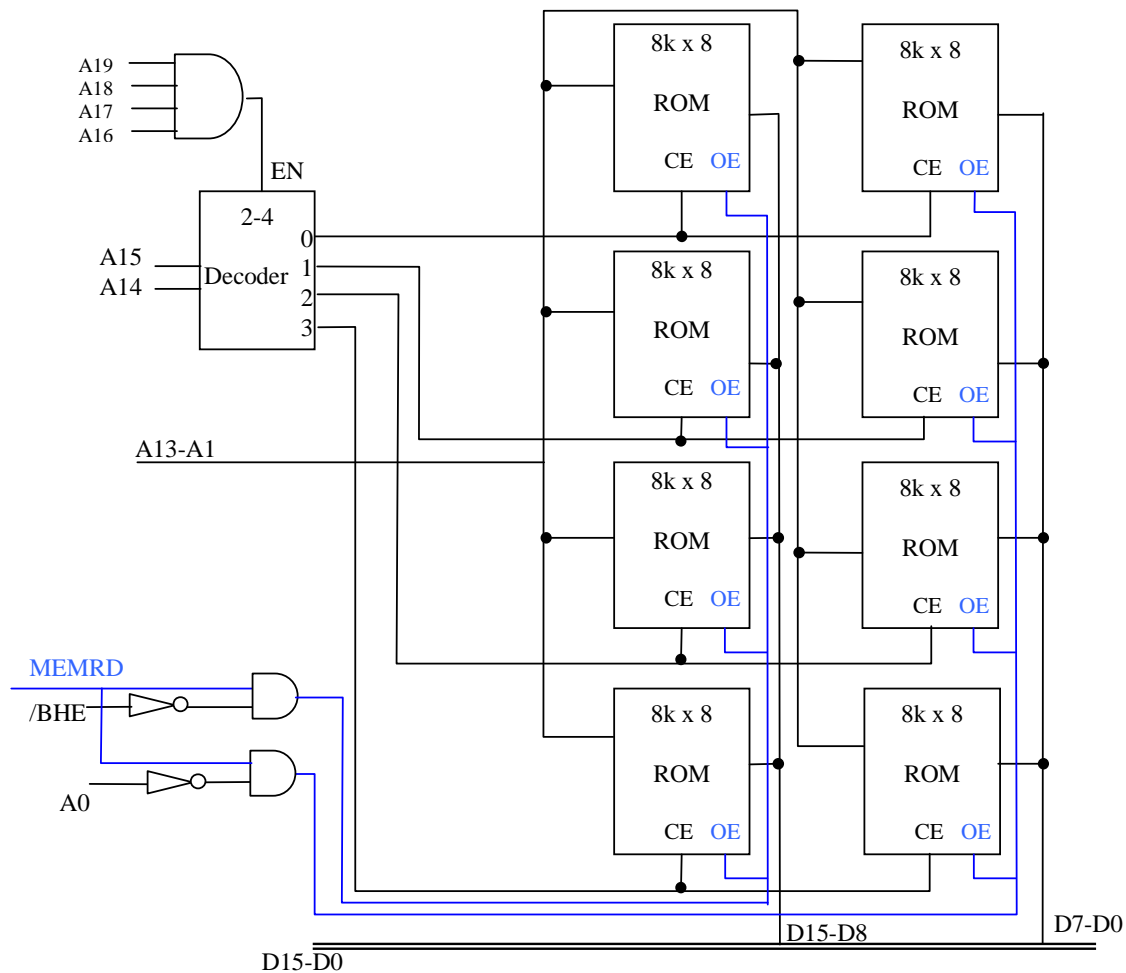 A19
A18
A17
A16
EN
2-4
Decoder
0
1
2
3
A15
A14
A13-A1
MEMRD
/BHE
A0
8k x 8
ROM
CE OE
8k x 8
ROM
CE OE
8k x 8
ROM
CE OE
8k x 8
ROM
CE OE
8k x 8
ROM
CE OE
8k x 8
ROM
CE OE
8k x 8
ROM
CE OE
8k x 8
ROM
CE OE
D15-D8
D7-D0
D15-D0